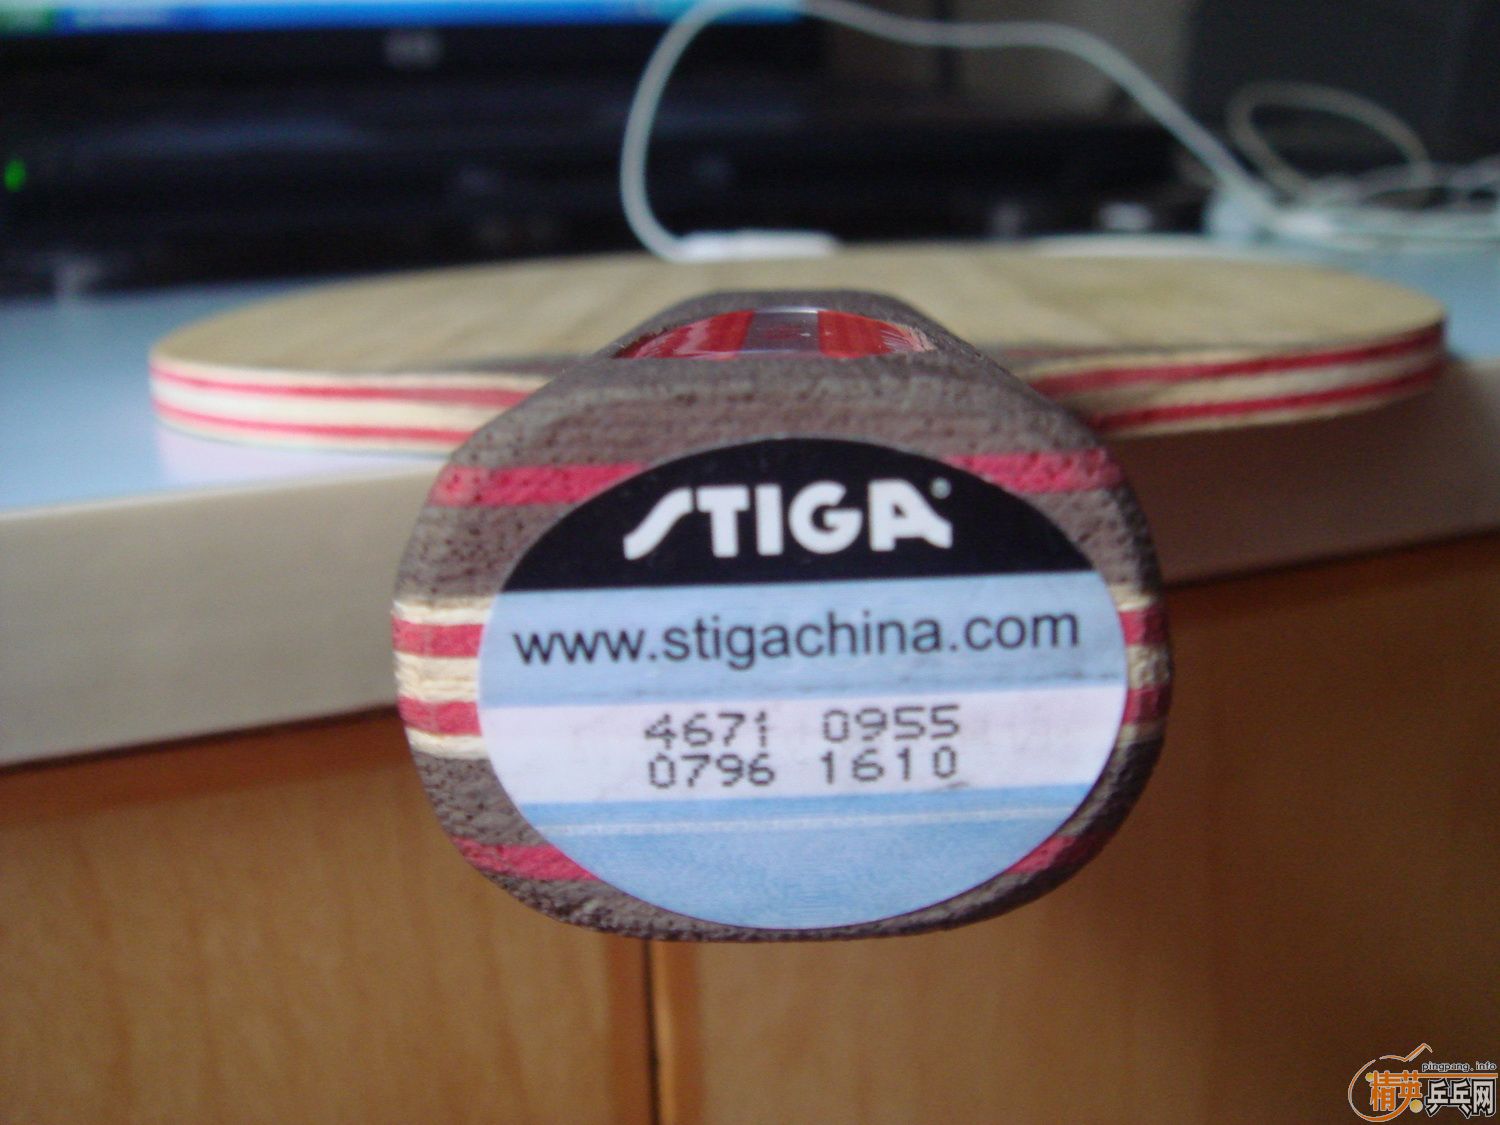 STIGA
www.stigachina.com
4671 0955
0796 1610
pingpang.info
精英乒乓网